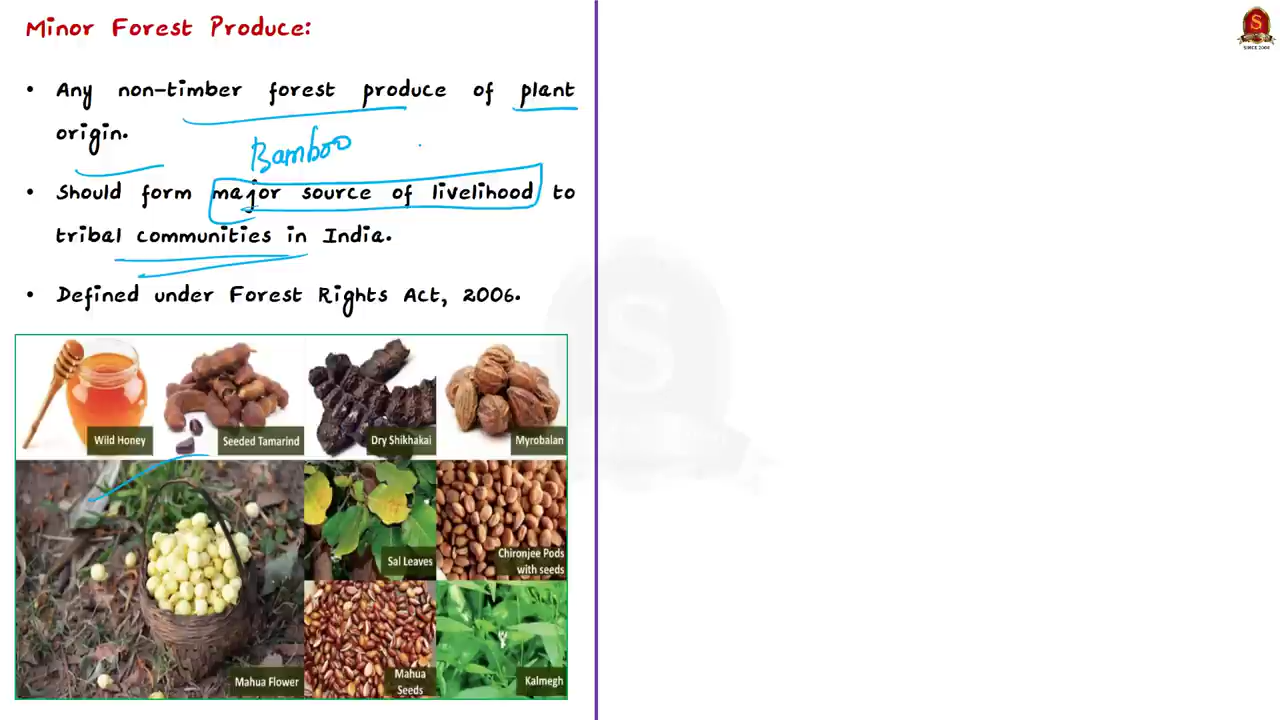 Minor Forest Produce:
• Any non-timber forest produce of plant
origin.
Bamboo
• Should form major source of livelihood to
tribal communities in India.
• Defined under Forest Rights Act, 2006.
Wild Honey
Seeded Tamarind
Dry Shikhakai
Myrobalan
Mahua Flower
Sal Leaves
Chironjee Pods
with seeds
Mahua
Seeds
Kalmegh
S
SINCE 2004
S